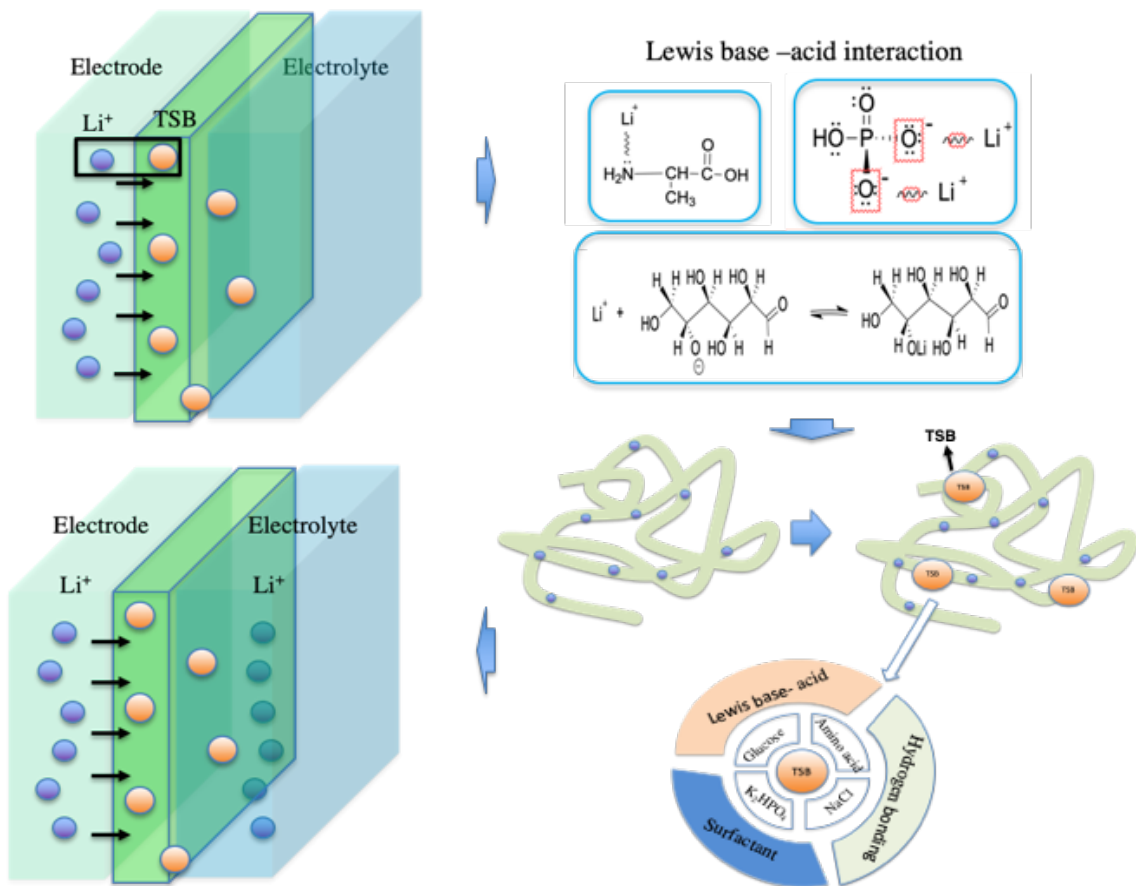 Electrode
Electrolyte
Li⁺
TSB
Lewis base –acid interaction
Li⁺
H₂N—CH—C—OH
O
CH₃
:O:
HÖ—P
:Ö:⁻
Li⁺
:Ö:⁻
Li⁺
Li⁺ +
H H HO H HO H
O
HO H O HO H H
⊖
⇌
H H HO H HO H
O
HO H OLi HO H H
TSB
TSB
TSB
TSB
Electrode
Electrolyte
Li⁺
Li⁺
Lewis base- acid
Hydrogen bonding
Surfactant
Glucose
Amino acid
K₂HPO₄
NaCl
TSB